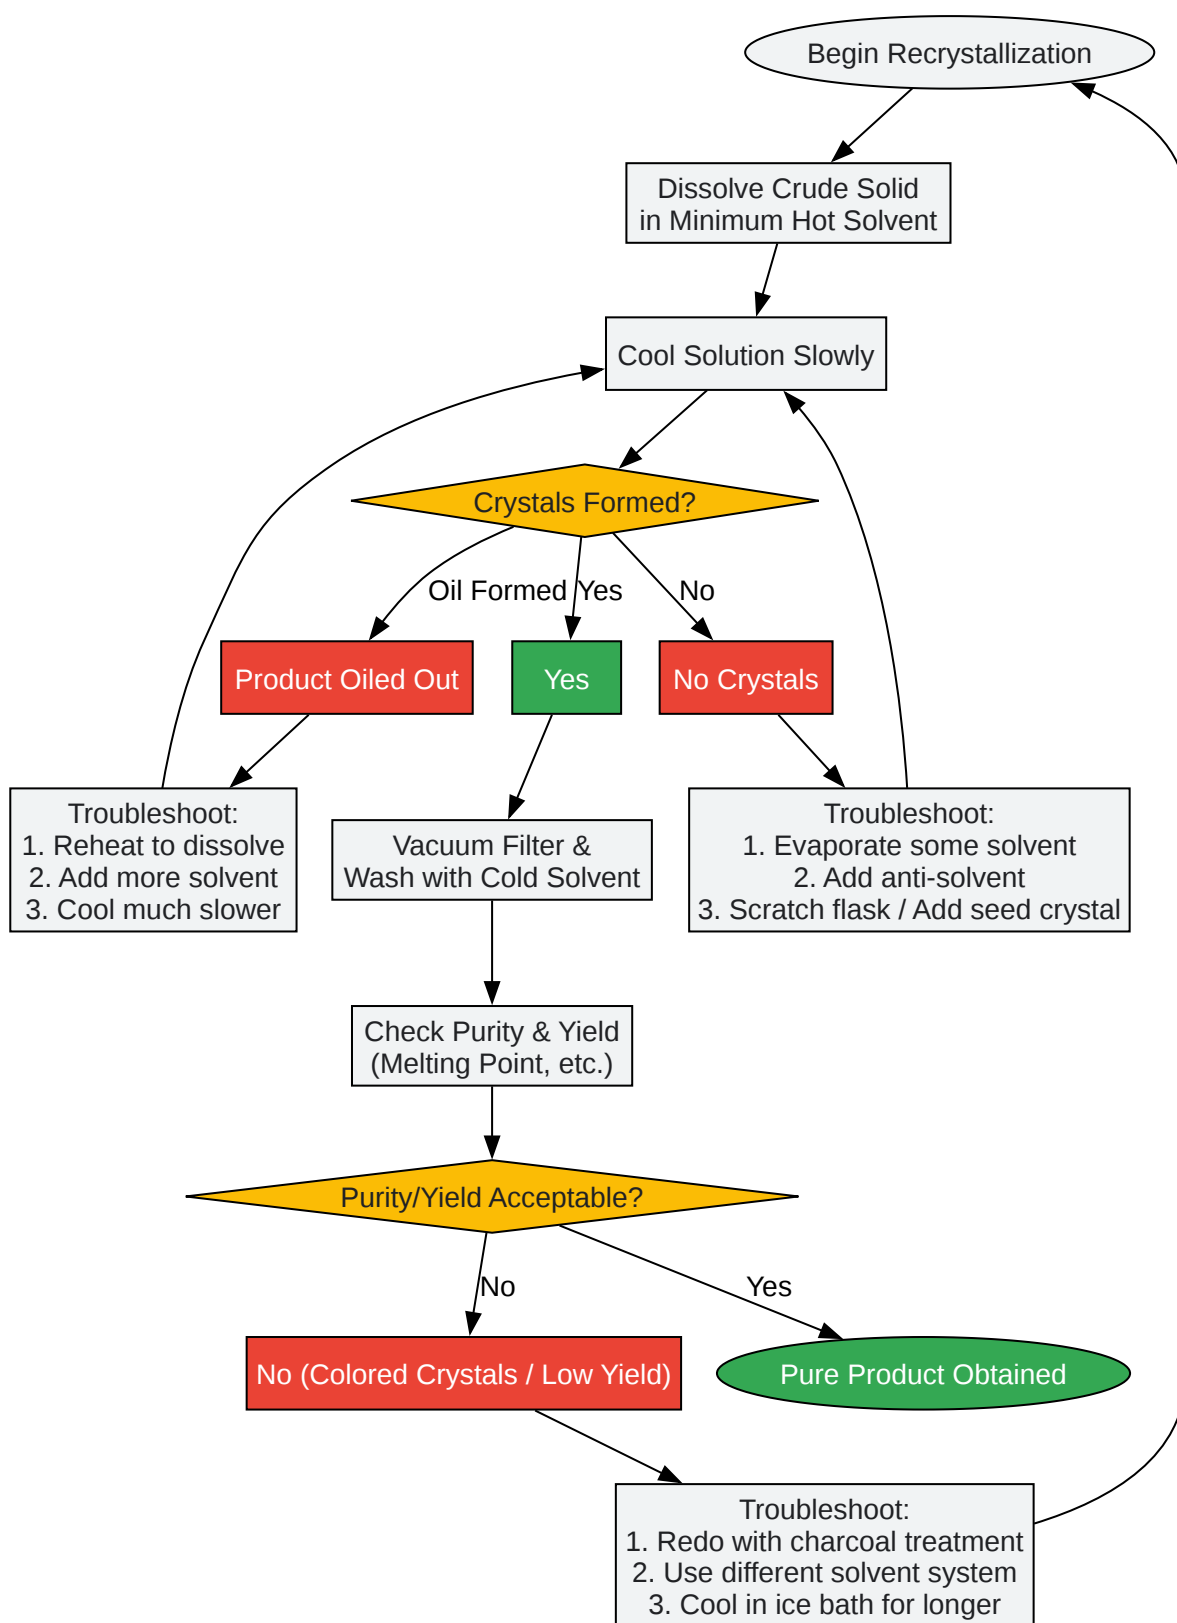 Begin Recrystallization
Dissolve Crude Solid
in Minimum Hot Solvent
Cool Solution Slowly
Crystals Formed?
Oil Formed
Yes
No
Product Oiled Out
Yes
No Crystals
Troubleshoot:
1. Reheat to dissolve
2. Add more solvent
3. Cool much slower
Vacuum Filter &
Wash with Cold Solvent
Troubleshoot:
1. Evaporate some solvent
2. Add anti-solvent
3. Scratch flask / Add seed crystal
Check Purity & Yield
(Melting Point, etc.)
Purity/Yield Acceptable?
No
Yes
No (Colored Crystals / Low Yield)
Pure Product Obtained
Troubleshoot:
1. Redo with charcoal treatment
2. Use different solvent system
3. Cool in ice bath for longer